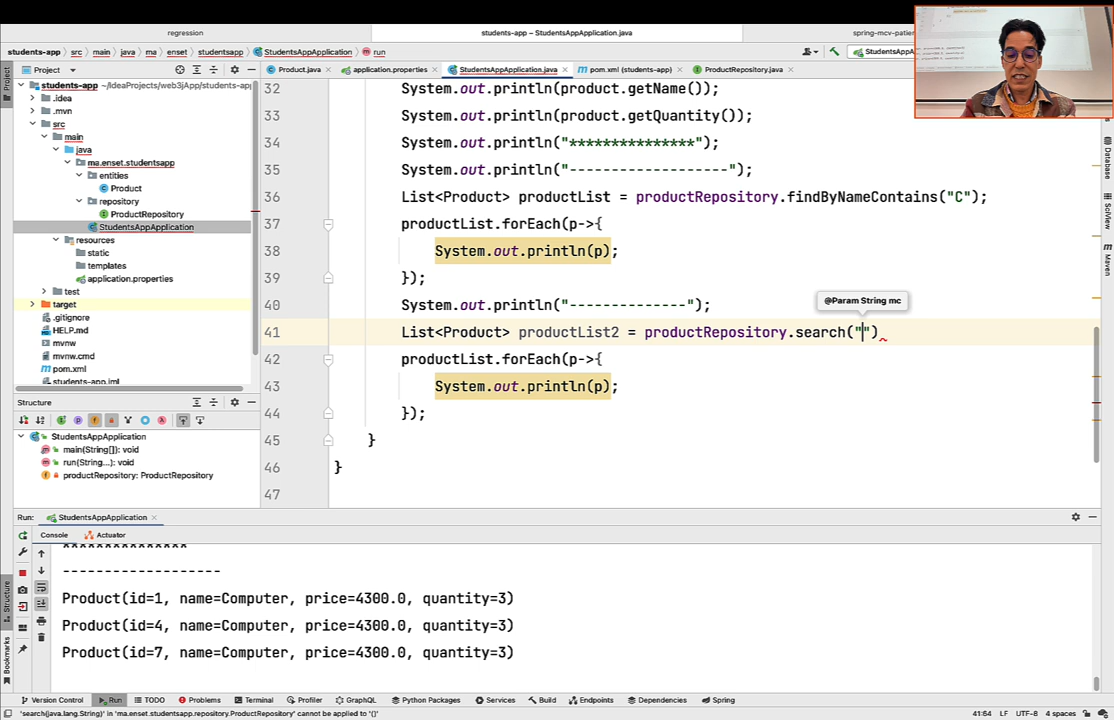 regression
students-app – StudentsAppApplication.java
spring-mcv-patie
students-app
src
main
java
ma
enset
studentsapp
StudentsAppApplication
run
StudentsAp
Project
Product.java
application.properties
StudentsAppApplication.java
pom.xml (students-app)
ProductRepository.java
Project
Database
SciView
Maven
students-app ~/IdeaProjects/web3jApp/students-app
.idea
.mvn
src
main
java
ma.enset.studentsapp
entities
Product
repository
ProductRepository
StudentsAppApplication
resources
static
templates
application.properties
test
target
.gitignore
HELP.md
mvnw
mvnw.cmd
pom.xml
students-app.iml
32 System.out.println(product.getName());
33 System.out.println(product.getQuantity());
34 System.out.println("***************");
35 System.out.println("-------------------");
36 List<Product> productList = productRepository.findByNameContains("C");
37 productList.forEach(p->{
38 System.out.println(p);
39 });
40 System.out.println("--------------");
@Param String mc
41 List<Product> productList2 = productRepository.search("")
42 productList.forEach(p->{
43 System.out.println(p);
44 });
45 }
46 }
47
Structure
StudentsAppApplication
main(String[]): void
run(String...): void
productRepository: ProductRepository
Run: StudentsAppApplication
Console
Actuator
***************
-------------------
Product(id=1, name=Computer, price=4300.0, quantity=3)
Product(id=4, name=Computer, price=4300.0, quantity=3)
Product(id=7, name=Computer, price=4300.0, quantity=3)
Structure
Bookmarks
Version Control
Run
TODO
Problems
Terminal
Profiler
GraphQL
Python Packages
Services
Build
Endpoints
Dependencies
Spring
'search(java.lang.String)' in 'ma.enset.studentsapp.repository.ProductRepository' cannot be applied to '()'
41:64 LF UTF-8 4 spaces